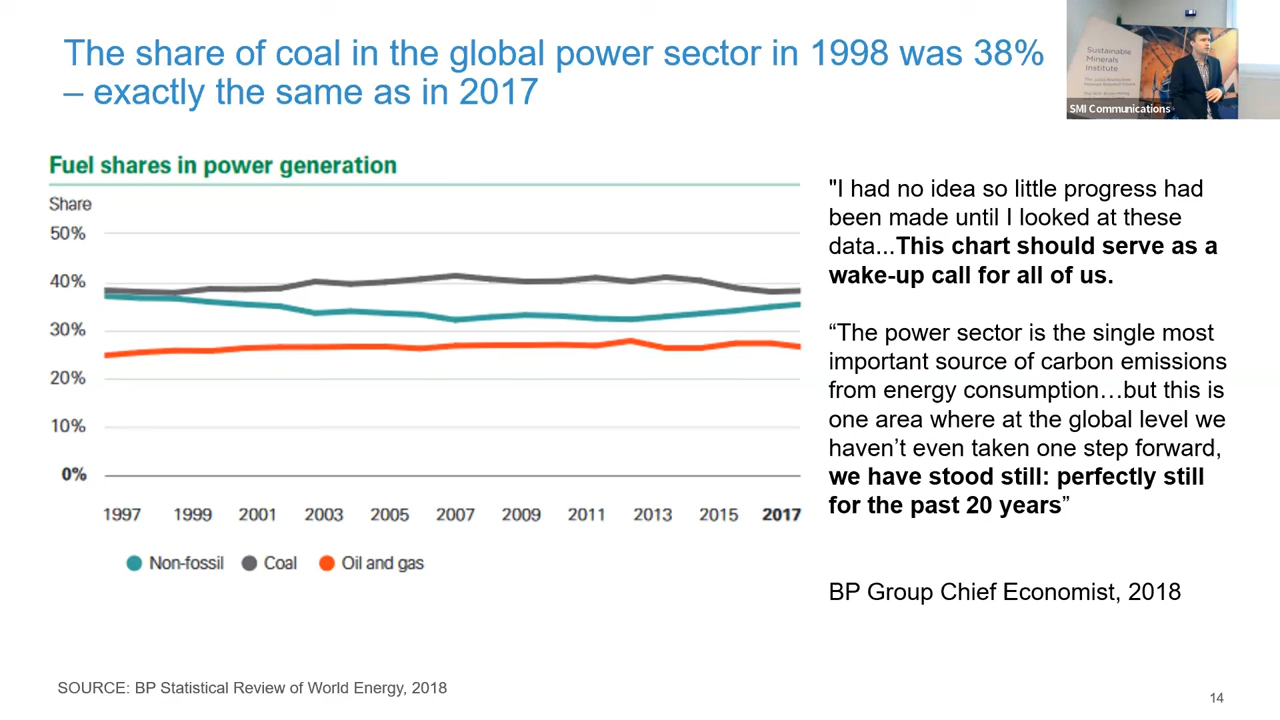 The share of coal in the global power sector in 1998 was 38%
– exactly the same as in 2017
Sustainable
Minerals
Institute
SMI Communications
Fuel shares in power generation
Share
50%
40%
30%
20%
10%
0%
1997 1999 2001 2003 2005 2007 2009 2011 2013 2015 2017
Non-fossil Coal Oil and gas
"I had no idea so little progress had
been made until I looked at these
data...This chart should serve as a
wake-up call for all of us.
“The power sector is the single most
important source of carbon emissions
from energy consumption…but this is
one area where at the global level we
haven’t even taken one step forward,
we have stood still: perfectly still
for the past 20 years”
BP Group Chief Economist, 2018
SOURCE: BP Statistical Review of World Energy, 2018
14